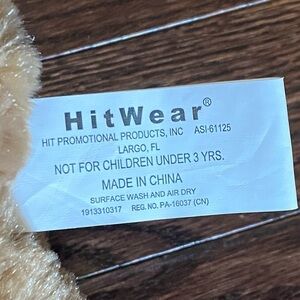 HitWear®
HIT PROMOTIONAL PRODUCTS, INC ASI-61125
LARGO, FL
NOT FOR CHILDREN UNDER 3 YRS.
MADE IN CHINA
SURFACE WASH AND AIR DRY
1913310317 REG. NO. PA-16037 (CN)